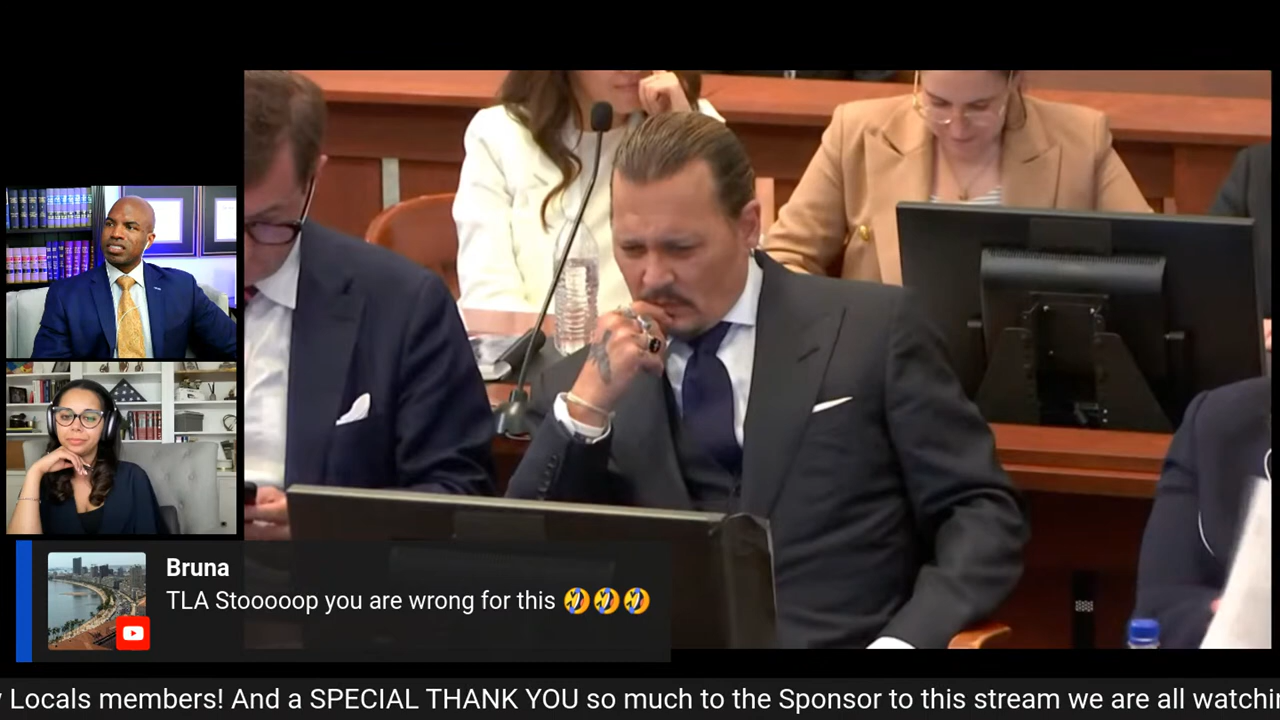 Bruna
TLA Stooooop you are wrong for this 🤣🤣🤣
Locals members! And a SPECIAL THANK YOU so much to the Sponsor to this stream we are all